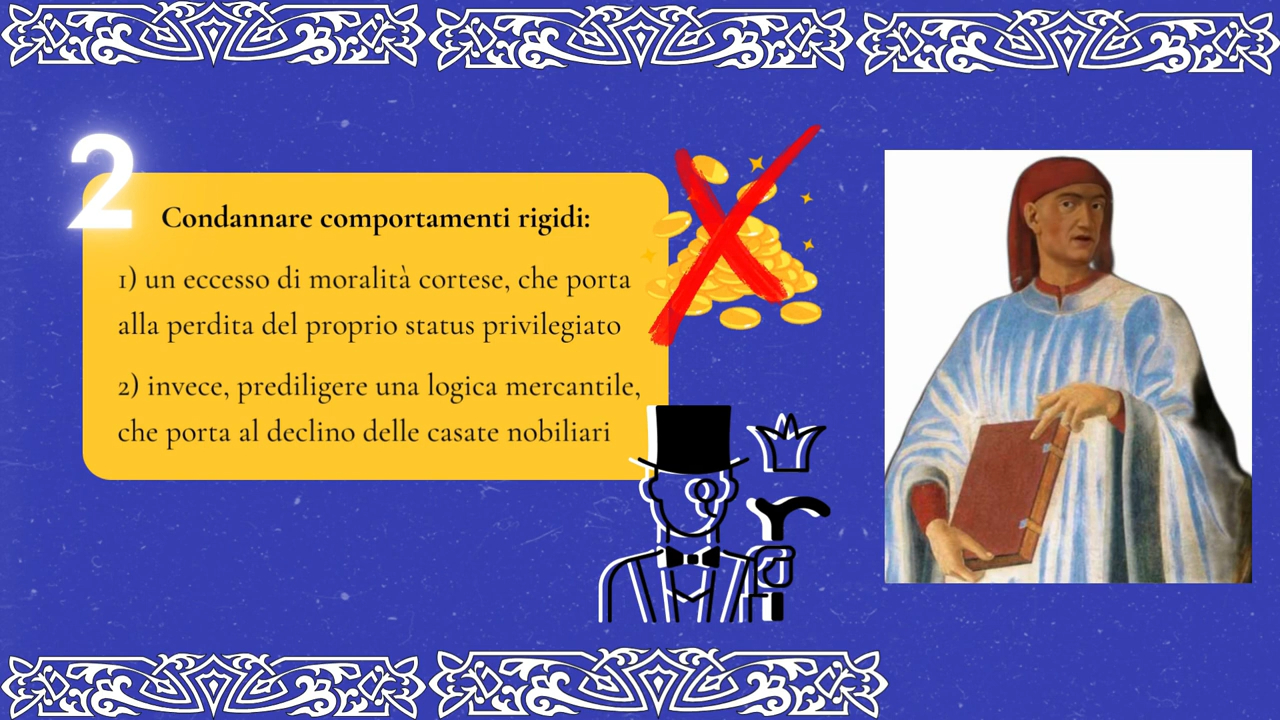 2
Condannare comportamenti rigidi:
1) un eccesso di moralità cortese, che porta
alla perdita del proprio status privilegiato
2) invece, prediligere una logica mercantile,
che porta al declino delle casate nobiliari